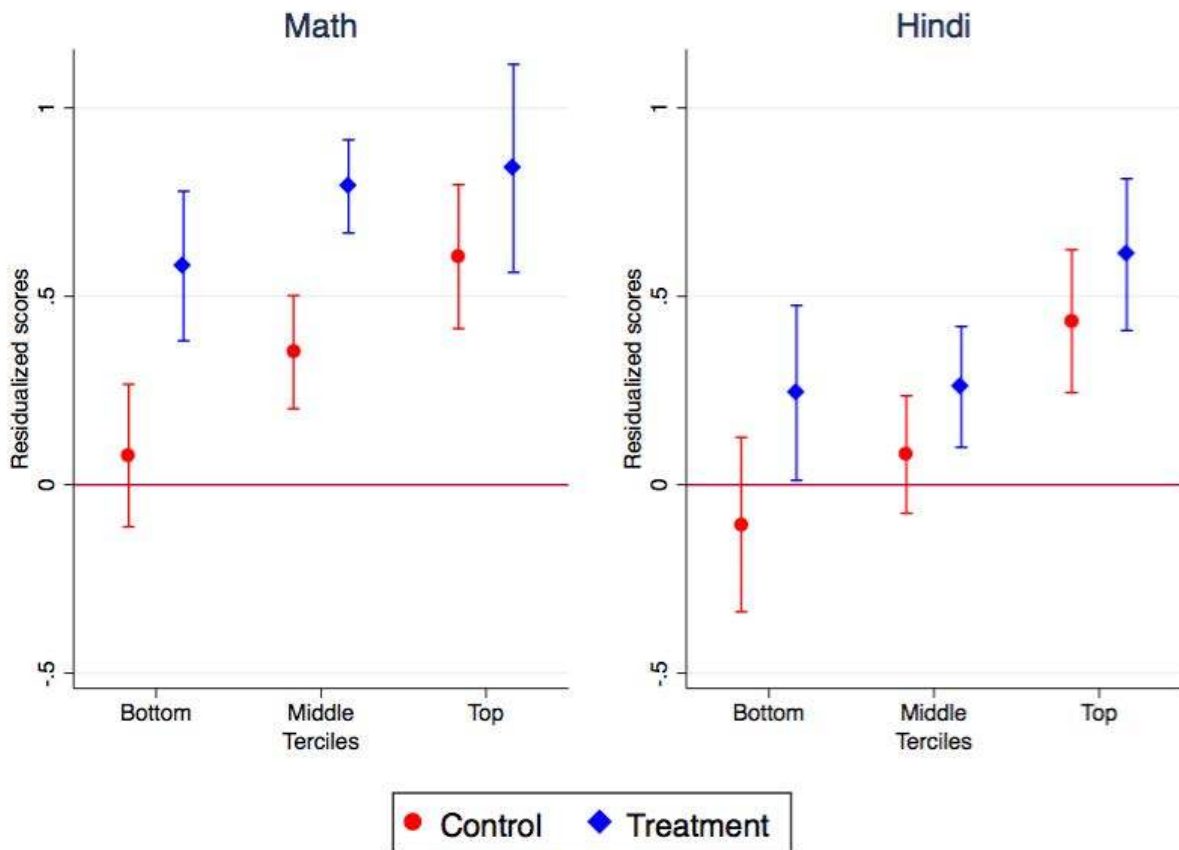 Math
Residualized scores
1
.5
0
-.5
Bottom
Middle
Top
Terciles
Hindi
Residualized scores
1
.5
0
-.5
Bottom
Middle
Top
Terciles
Control
Treatment